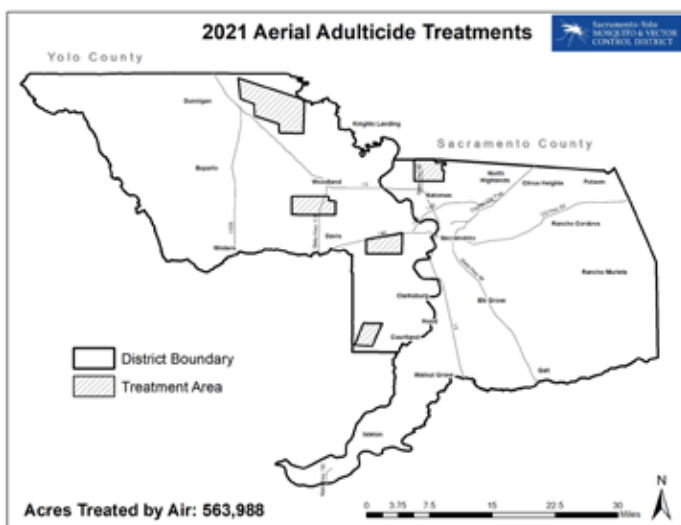 2021 Aerial Adulticide Treatments
Sacramento-Yolo
MOSQUITO & VECTOR
CONTROL DISTRICT
Yolo County
Dunnigan
Knights Landing
Sacramento County
North
Highlands
Citrus Heights
Folsom
Woodland
Natomas
Rancho Cordova
Davis
Sacramento
Winters
Rancho Murieta
Clarksburg
Elk Grove
Hood
Courtland
District Boundary
Treatment Area
Walnut Grove
Galt
Isleton
N
Acres Treated by Air: 563,988
0 3.75 7.5 15 22.5 30
Miles